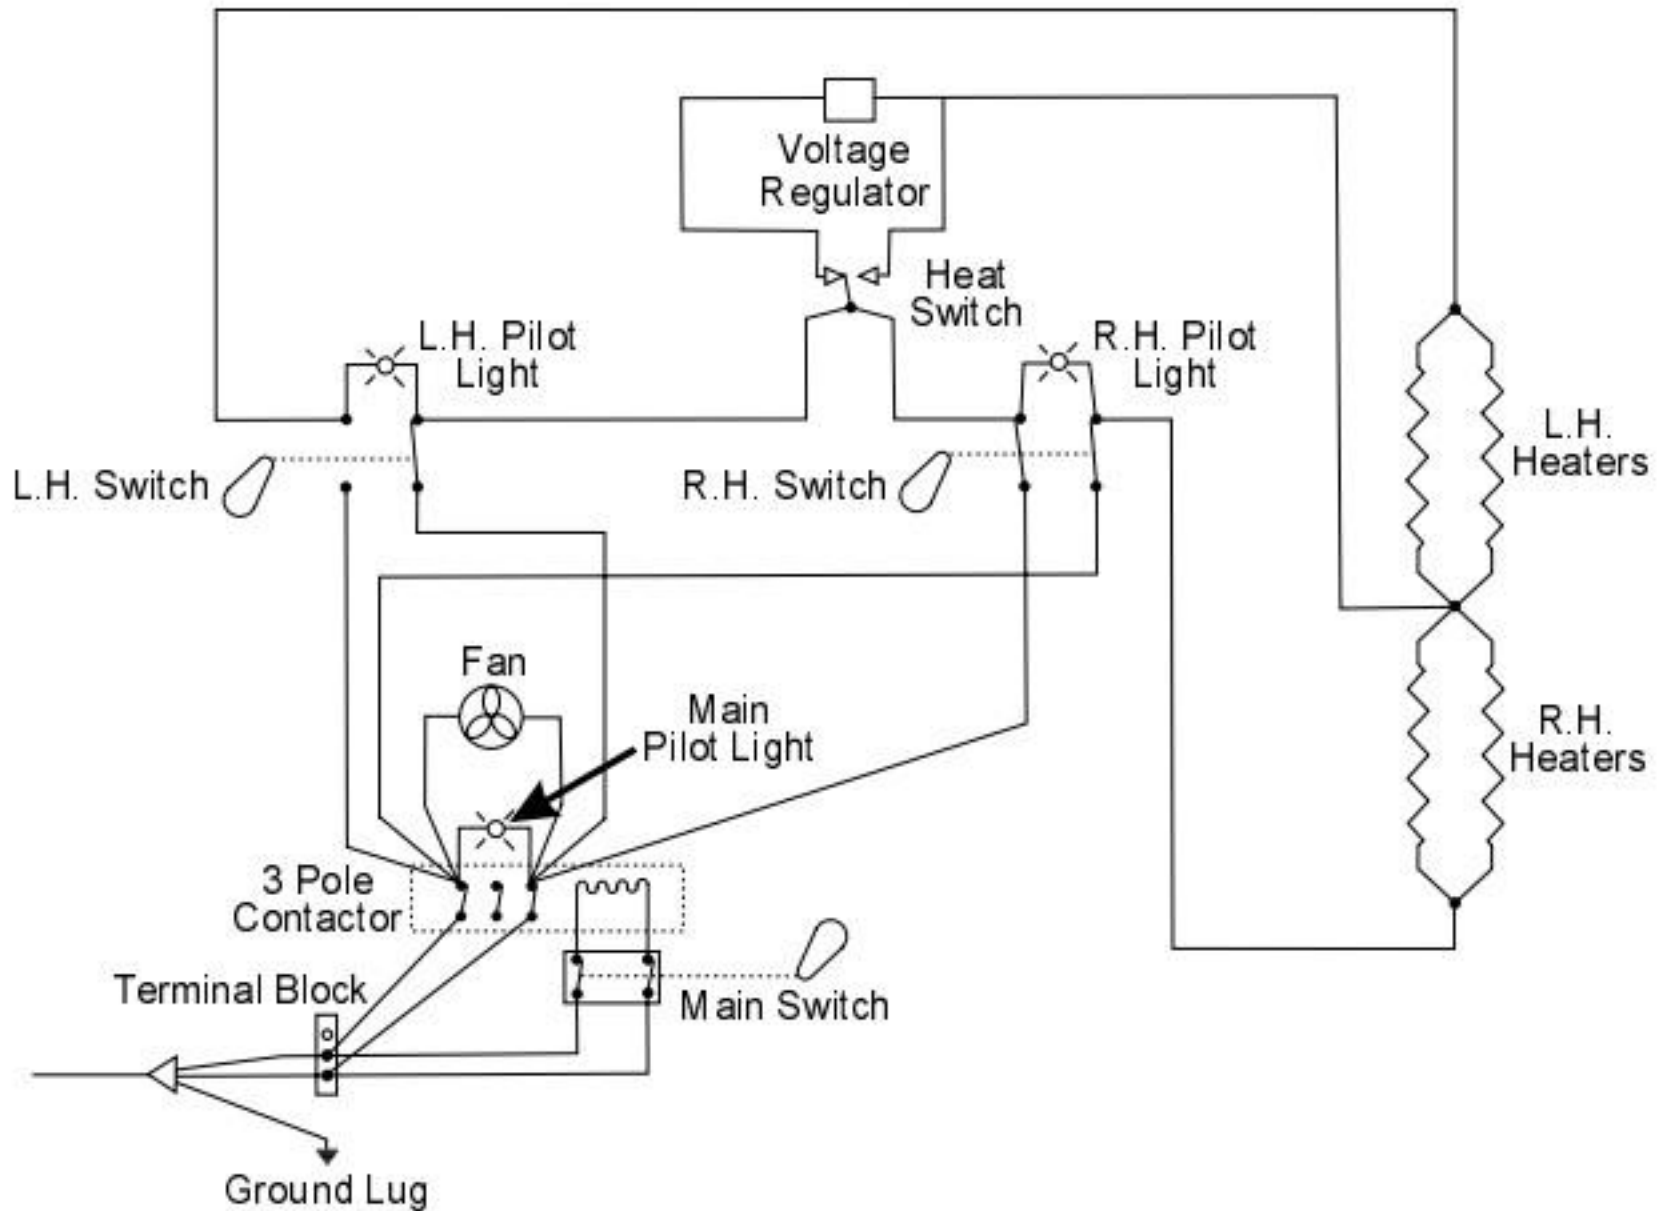 Voltage
Regulator
Heat
Switch
L.H. Pilot
Light
R.H. Pilot
Light
L.H.
Heaters
L.H. Switch
R.H. Switch
Fan
Main
Pilot Light
R.H.
Heaters
3 Pole
Contactor
Terminal Block
Main Switch
Ground Lug